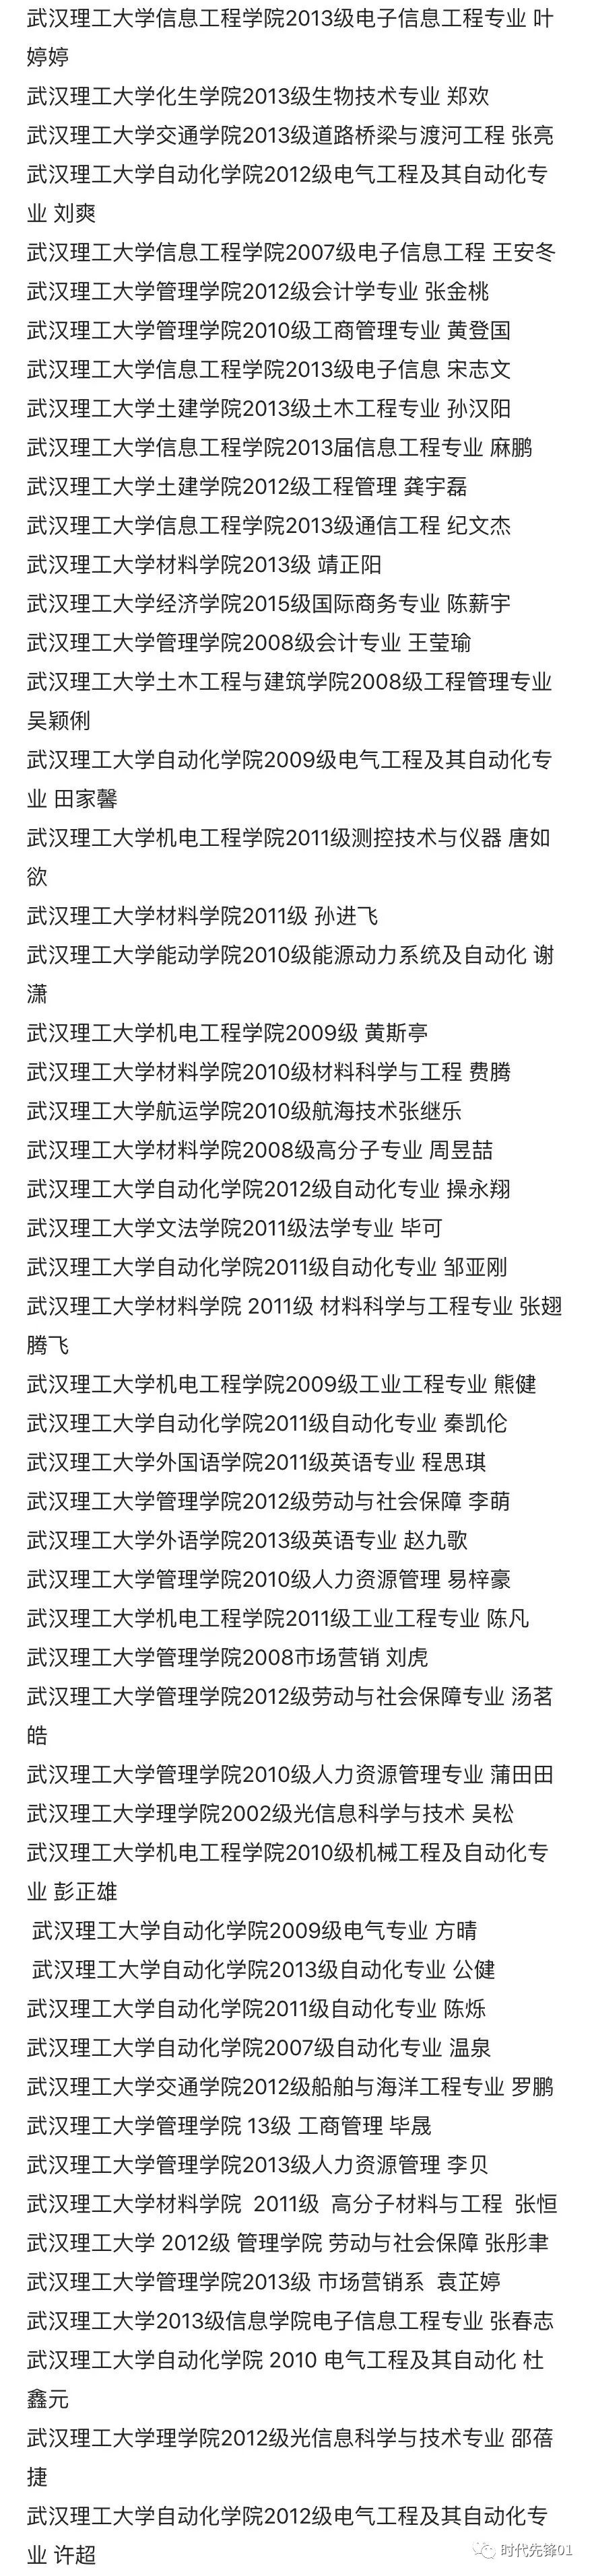 武汉理工大学信息工程学院2013级电子信息工程专业 叶
婷婷
武汉理工大学化生学院2013级生物技术专业 郑欢
武汉理工大学交通学院2013级道路桥梁与渡河工程 张亮
武汉理工大学自动化学院2012级电气工程及其自动化专
业 刘爽
武汉理工大学信息工程学院2007级电子信息工程 王安冬
武汉理工大学管理学院2012级会计学专业 张金桃
武汉理工大学管理学院2010级工商管理专业 黄登国
武汉理工大学信息工程学院2013级电子信息 宋志文
武汉理工大学土建学院2013级土木工程专业 孙汉阳
武汉理工大学信息工程学院2013届信息工程专业 麻鹏
武汉理工大学土建学院2012级工程管理 龚宇磊
武汉理工大学信息工程学院2013级通信工程 纪文杰
武汉理工大学材料学院2013级 靖正阳
武汉理工大学经济学院2015级国际商务专业 陈薪宇
武汉理工大学管理学院2008级会计专业 王莹瑜
武汉理工大学土木工程与建筑学院2008级工程管理专业
吴颖俐
武汉理工大学自动化学院2009级电气工程及其自动化专
业 田家馨
武汉理工大学机电工程学院2011级测控技术与仪器 唐如
欲
武汉理工大学材料学院2011级 孙进飞
武汉理工大学能动学院2010级能源动力系统及自动化 谢
潇
武汉理工大学机电工程学院2009级 黄斯亭
武汉理工大学材料学院2010级材料科学与工程 费腾
武汉理工大学航运学院2010级航海技术张继乐
武汉理工大学材料学院2008级高分子专业 周昱喆
武汉理工大学自动化学院2012级自动化专业 操永翔
武汉理工大学文法学院2011级法学专业 毕可
武汉理工大学自动化学院2011级自动化专业 邹亚刚
武汉理工大学材料学院 2011级 材料科学与工程专业 张翅
腾飞
武汉理工大学机电工程学院2009级工业工程专业 熊健
武汉理工大学自动化学院2011级自动化专业 秦凯伦
武汉理工大学外国语学院2011级英语专业 程思琪
武汉理工大学管理学院2012级劳动与社会保障 李萌
武汉理工大学外语学院2013级英语专业 赵九歌
武汉理工大学管理学院2010级人力资源管理 易梓豪
武汉理工大学机电工程学院2011级工业工程专业 陈凡
武汉理工大学管理学院2008市场营销 刘虎
武汉理工大学管理学院2012级劳动与社会保障专业 汤茗
皓
武汉理工大学管理学院2010级人力资源管理专业 蒲田田
武汉理工大学理学院2002级光信息科学与技术 吴松
武汉理工大学机电工程学院2010级机械工程及自动化专
业 彭正雄
武汉理工大学自动化学院2009级电气专业 方晴
武汉理工大学自动化学院2013级自动化专业 公健
武汉理工大学自动化学院2011级自动化专业 陈烁
武汉理工大学自动化学院2007级自动化专业 温泉
武汉理工大学交通学院2012级船舶与海洋工程专业 罗鹏
武汉理工大学管理学院 13级 工商管理 毕晟
武汉理工大学管理学院2013级人力资源管理 李贝
武汉理工大学材料学院  2011级  高分子材料与工程  张恒
武汉理工大学 2012级 管理学院 劳动与社会保障 张彤聿
武汉理工大学管理学院2013级 市场营销系  袁芷婷
武汉理工大学2013级信息学院电子信息工程专业 张春志
武汉理工大学自动化学院 2010 电气工程及其自动化 杜
鑫元
武汉理工大学理学院2012级光信息科学与技术专业 邵蓓
捷
武汉理工大学自动化学院2012级电气工程及其自动化专
业 许超
时代先锋01